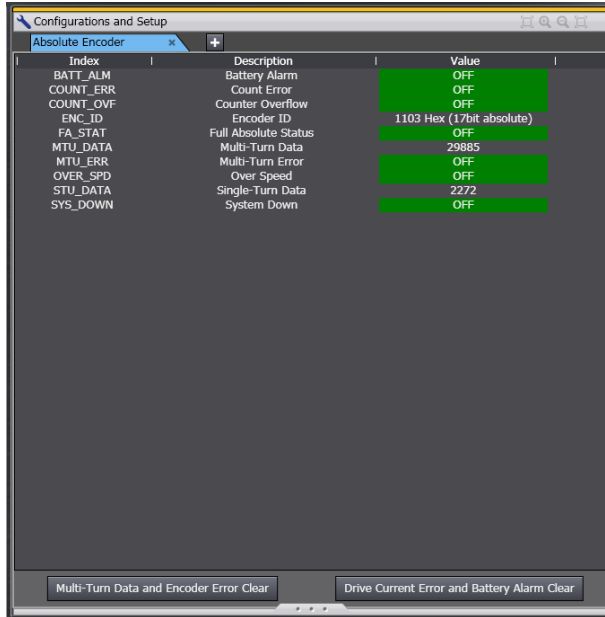 Configurations and Setup
Absolute Encoder × +
Index Description Value
BATT_ALM Battery Alarm OFF
COUNT_ERR Count Error OFF
COUNT_OVF Counter Overflow OFF
ENC_ID Encoder ID 1103 Hex (17bit absolute)
FA_STAT Full Absolute Status OFF
MTU_DATA Multi-Turn Data 29885
MTU_ERR Multi-Turn Error OFF
OVER_SPD Over Speed OFF
STU_DATA Single-Turn Data 2272
SYS_DOWN System Down OFF
Multi-Turn Data and Encoder Error Clear Drive Current Error and Battery Alarm Clear